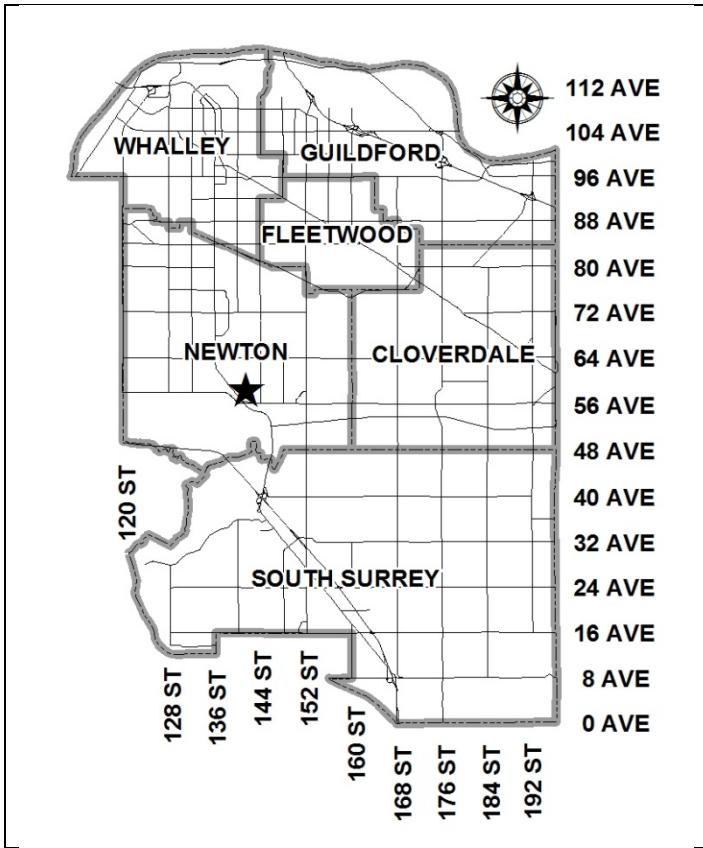 112 AVE
104 AVE
WHALLEY
GUILDFORD
96 AVE
88 AVE
FLEETWOOD
80 AVE
72 AVE
NEWTON
CLOVERDALE
64 AVE
56 AVE
48 AVE
120 ST
40 AVE
32 AVE
SOUTH SURREY
24 AVE
16 AVE
8 AVE
0 AVE
128 ST
136 ST
144 ST
152 ST
160 ST
168 ST
176 ST
184 ST
192 ST